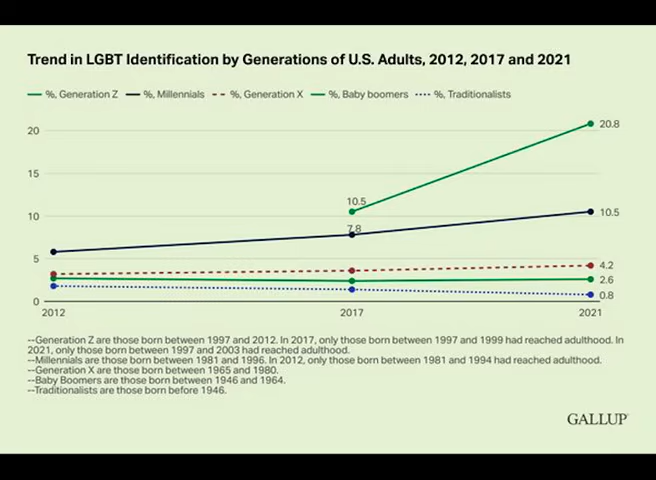 Trend in LGBT Identification by Generations of U.S. Adults, 2012, 2017 and 2021
%, Generation Z %, Millennials %, Generation X %, Baby boomers %, Traditionalists
20
15
10
5
0
20.8
10.5
7.8
10.5
4.2
2.6
0.8
2012 2017 2021
--Generation Z are those born between 1997 and 2012. In 2017, only those born between 1997 and 1999 had reached adulthood. In
2021, only those born between 1997 and 2003 had reached adulthood.
--Millennials are those born between 1981 and 1996. In 2012, only those born between 1981 and 1994 had reached adulthood.
--Generation X are those born between 1965 and 1980.
--Baby Boomers are those born between 1946 and 1964.
--Traditionalists are those born before 1946.
GALLUP